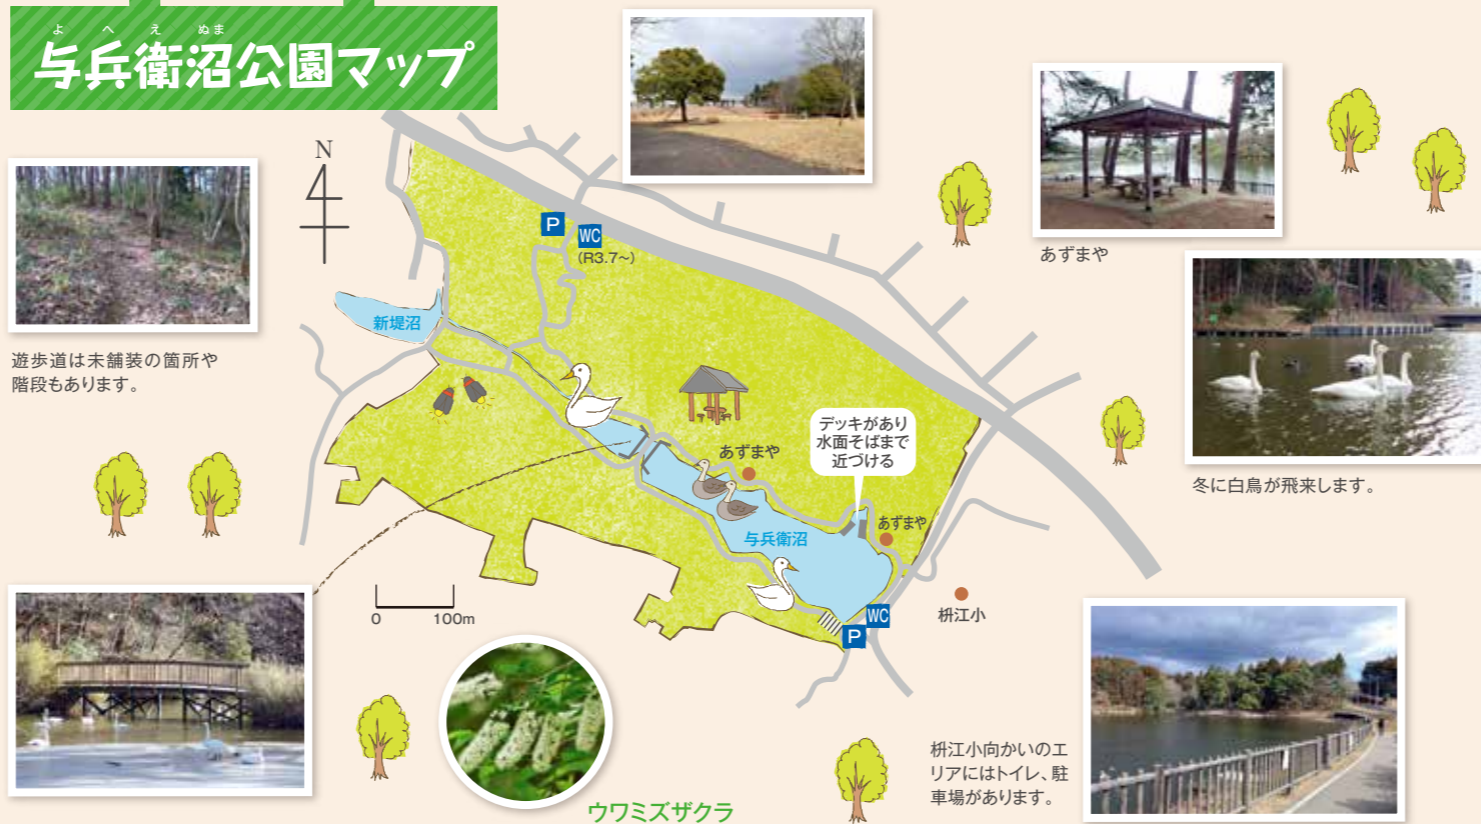 よへえぬま
与兵衛沼公園マップ
N
遊歩道は未舗装の箇所や
階段もあります。
P
WC
(R3.7~)
あずまや
新堤沼
デッキがあり
水面そばまで
近づける
あずまや
あずまや
与兵衛沼
冬に白鳥が飛来します。
0 100m
枡江小
WC
P
枡江小向かいのエ
リアにはトイレ、駐
車場があります。
ウワミズザクラ